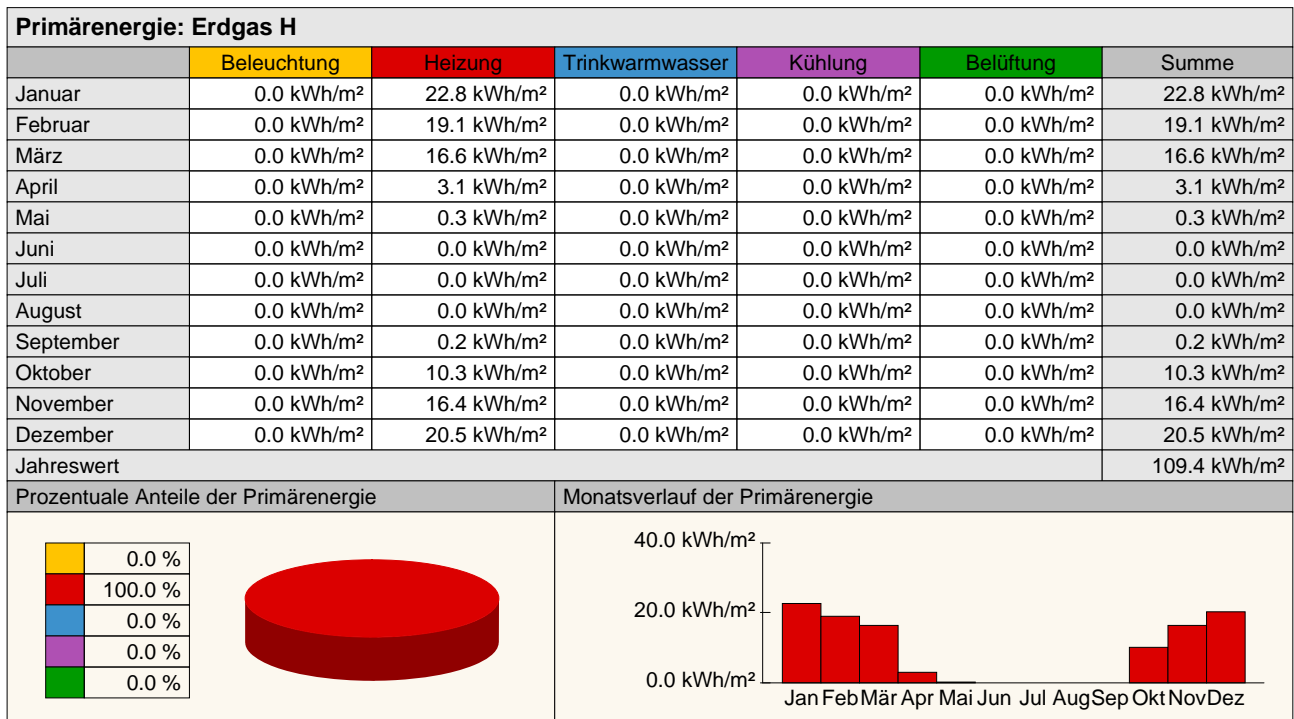 Primärenergie: Erdgas H
Beleuchtung Heizung Trinkwarmwasser Kühlung Belüftung Summe
Januar 0.0 kWh/m² 22.8 kWh/m² 0.0 kWh/m² 0.0 kWh/m² 0.0 kWh/m² 22.8 kWh/m²
Februar 0.0 kWh/m² 19.1 kWh/m² 0.0 kWh/m² 0.0 kWh/m² 0.0 kWh/m² 19.1 kWh/m²
März 0.0 kWh/m² 16.6 kWh/m² 0.0 kWh/m² 0.0 kWh/m² 0.0 kWh/m² 16.6 kWh/m²
April 0.0 kWh/m² 3.1 kWh/m² 0.0 kWh/m² 0.0 kWh/m² 0.0 kWh/m² 3.1 kWh/m²
Mai 0.0 kWh/m² 0.3 kWh/m² 0.0 kWh/m² 0.0 kWh/m² 0.0 kWh/m² 0.3 kWh/m²
Juni 0.0 kWh/m² 0.0 kWh/m² 0.0 kWh/m² 0.0 kWh/m² 0.0 kWh/m² 0.0 kWh/m²
Juli 0.0 kWh/m² 0.0 kWh/m² 0.0 kWh/m² 0.0 kWh/m² 0.0 kWh/m² 0.0 kWh/m²
August 0.0 kWh/m² 0.0 kWh/m² 0.0 kWh/m² 0.0 kWh/m² 0.0 kWh/m² 0.0 kWh/m²
September 0.0 kWh/m² 0.2 kWh/m² 0.0 kWh/m² 0.0 kWh/m² 0.0 kWh/m² 0.2 kWh/m²
Oktober 0.0 kWh/m² 10.3 kWh/m² 0.0 kWh/m² 0.0 kWh/m² 0.0 kWh/m² 10.3 kWh/m²
November 0.0 kWh/m² 16.4 kWh/m² 0.0 kWh/m² 0.0 kWh/m² 0.0 kWh/m² 16.4 kWh/m²
Dezember 0.0 kWh/m² 20.5 kWh/m² 0.0 kWh/m² 0.0 kWh/m² 0.0 kWh/m² 20.5 kWh/m²
Jahreswert 109.4 kWh/m²
Prozentuale Anteile der Primärenergie
0.0 %
100.0 %
0.0 %
0.0 %
0.0 %
Monatsverlauf der Primärenergie
40.0 kWh/m²
20.0 kWh/m²
0.0 kWh/m²
Jan Feb Mär Apr Mai Jun Jul Aug Sep Okt Nov Dez